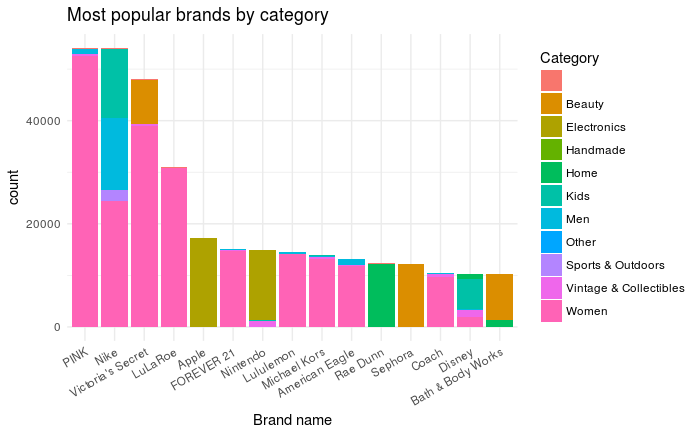 Most popular brands by category
count
40000
20000
0
PINK
Nike
Victoria's Secret
LuLaRoe
Apple
FOREVER 21
Nintendo
Lululemon
Michael Kors
American Eagle
Rae Dunn
Sephora
Coach
Disney
Bath & Body Works
Brand name
Category
Beauty
Electronics
Handmade
Home
Kids
Men
Other
Sports & Outdoors
Vintage & Collectibles
Women